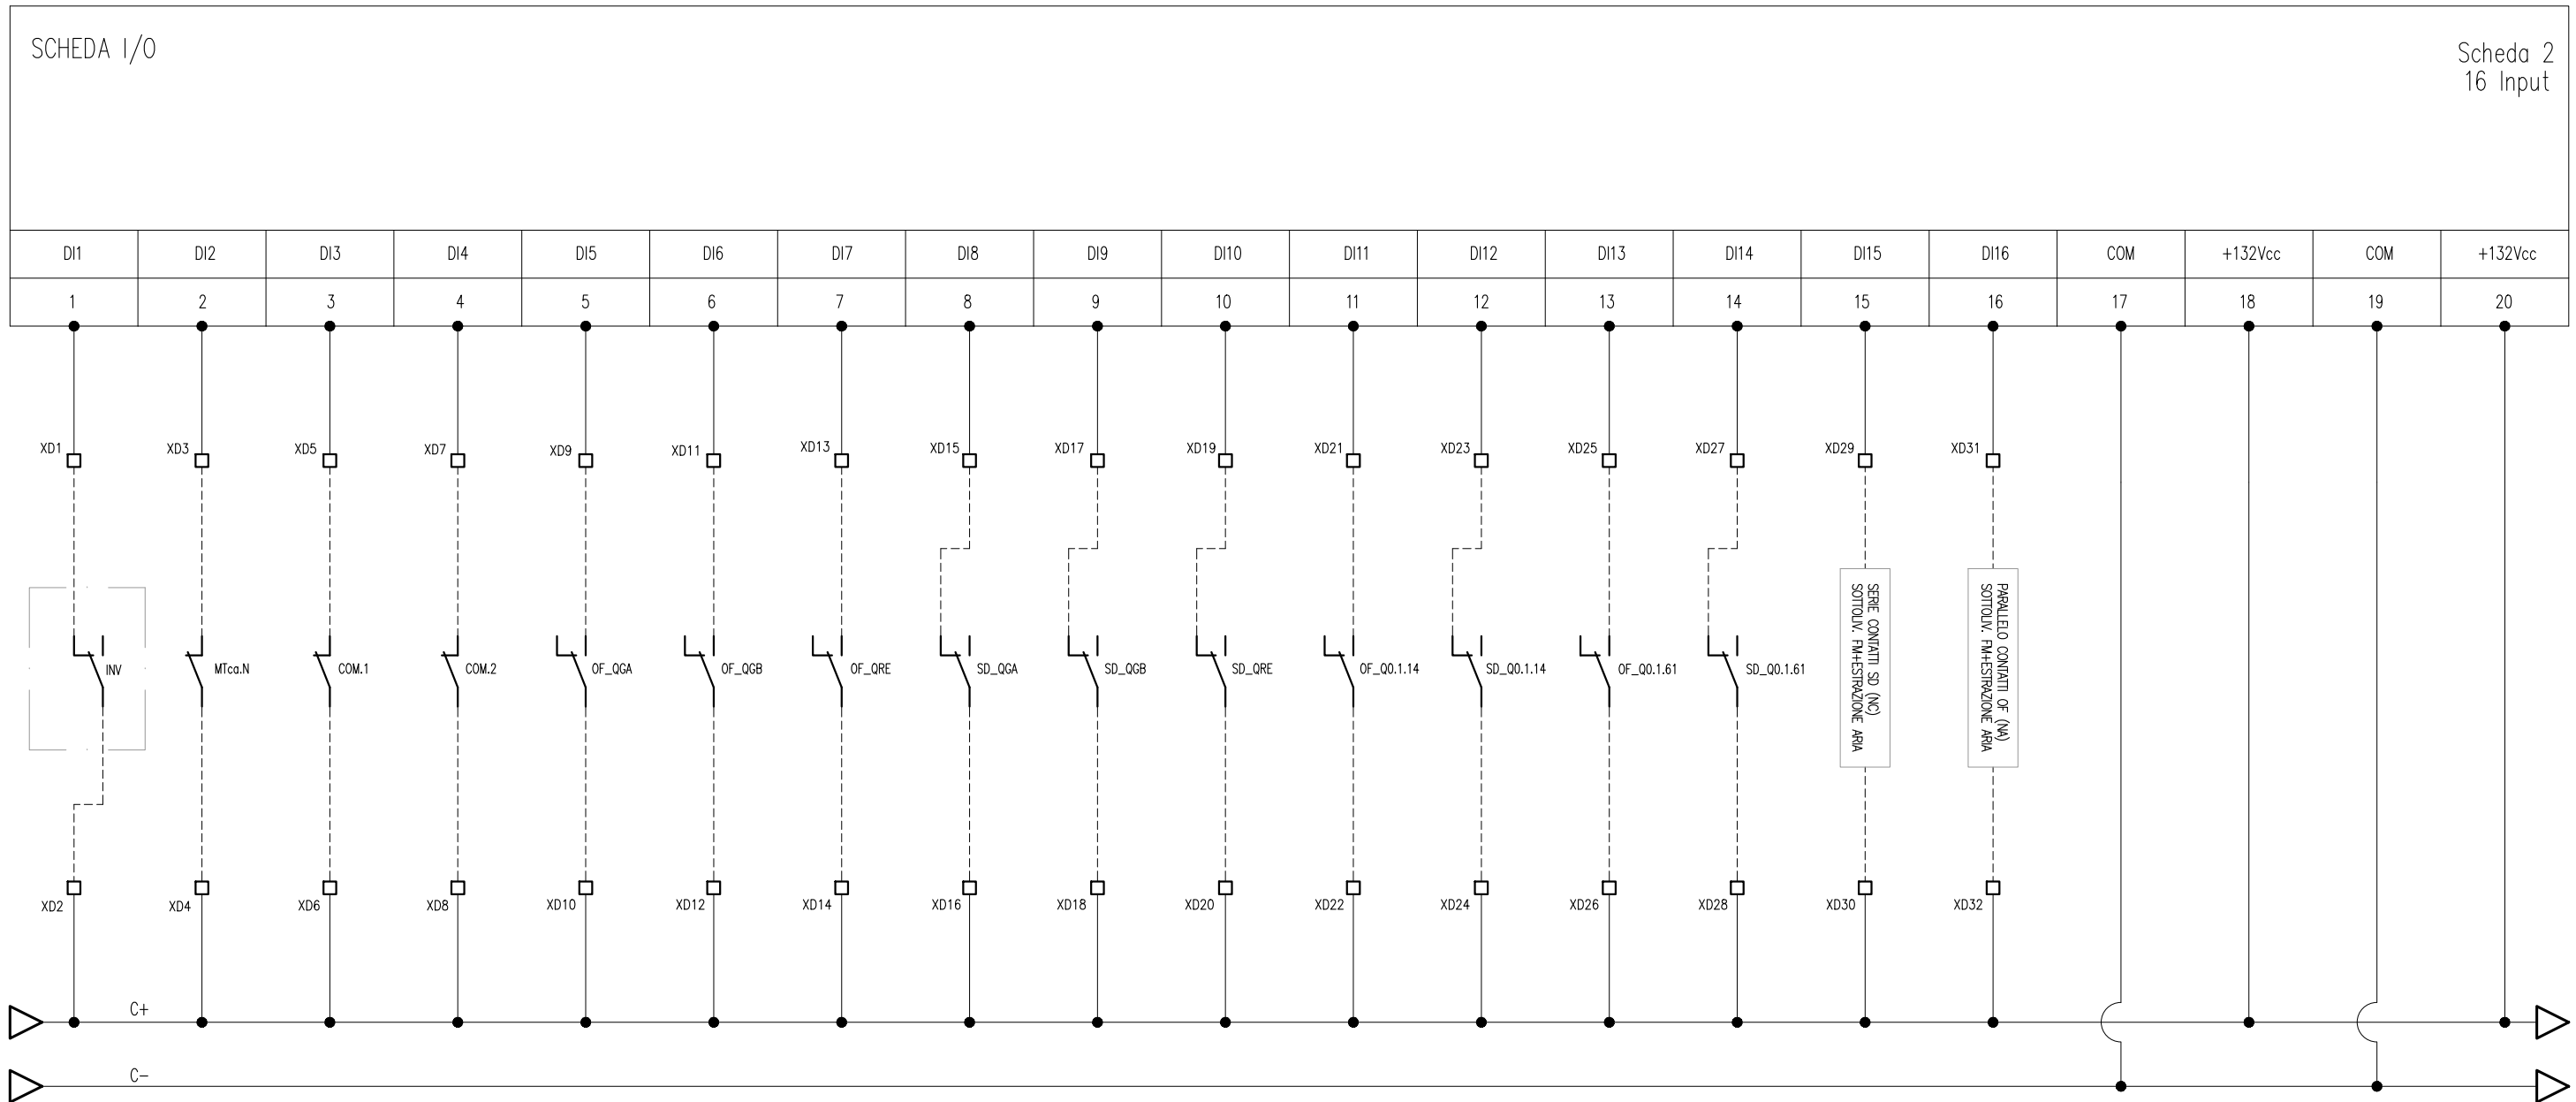 SCHEDA I/O
Scheda 2
16 Input
DI1 DI2 DI3 DI4 DI5 DI6 DI7 DI8 DI9 DI10 DI11 DI12 DI13 DI14 DI15 DI16 COM +132Vcc COM +132Vcc
1 2 3 4 5 6 7 8 9 10 11 12 13 14 15 16 17 18 19 20
XD1 XD3 XD5 XD7 XD9 XD11 XD13 XD15 XD17 XD19 XD21 XD23 XD25 XD27 XD29 XD31
INV MTca.N COM.1 COM.2 OF_QGA OF_QGB OF_QRE SD_QGA SD_QGB SD_QRE OF_Q0.1.14 SD_Q0.1.14 OF_Q0.1.61 SD_Q0.1.61
SERIE CONTATTI SD (NC)
SOTTOLIV. FM+ESTRAZIONE ARIA
PARALLELO CONTATTI OF (NA)
SOTTOLIV. FM+ESTRAZIONE ARIA
XD2 XD4 XD6 XD8 XD10 XD12 XD14 XD16 XD18 XD20 XD22 XD24 XD26 XD28 XD30 XD32
C+
C-